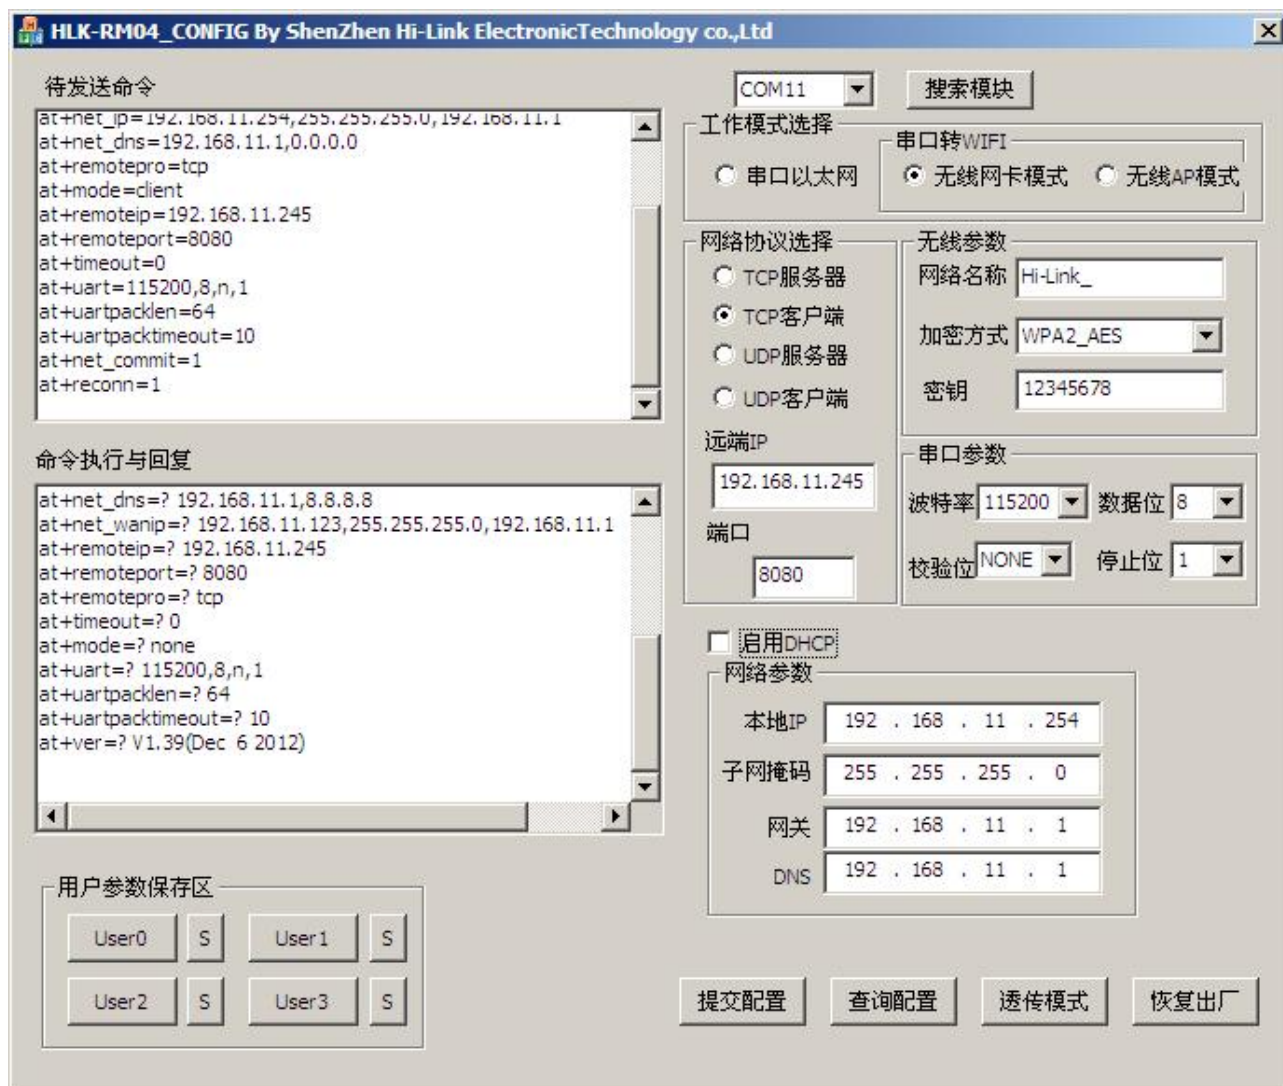 HLK-RM04_CONFIG By ShenZhen Hi-Link ElectronicTechnology co.,Ltd
待发送命令
at+net_ip=192.168.11.254,255.255.255.0,192.168.11.1
at+net_dns=192.168.11.1,0.0.0.0
at+remotepro=tcp
at+mode=client
at+remoteip=192.168.11.245
at+remoteport=8080
at+timeout=0
at+uart=115200,8,n,1
at+uartpacklen=64
at+uartpacktimeout=10
at+net_commit=1
at+reconn=1
命令执行与回复
at+net_dns=? 192.168.11.1,8.8.8.8
at+net_wanip=? 192.168.11.123,255.255.255.0,192.168.11.1
at+remoteip=? 192.168.11.245
at+remoteport=? 8080
at+remotepro=? tcp
at+timeout=? 0
at+mode=? none
at+uart=? 115200,8,n,1
at+uartpacklen=? 64
at+uartpacktimeout=? 10
at+ver=? V1.39(Dec  6 2012)
用户参数保存区
User0 S User1 S
User2 S User3 S
COM11 搜索模块
工作模式选择
串口转WIFI
串口以太网 无线网卡模式 无线AP模式
网络协议选择
TCP服务器
TCP客户端
UDP服务器
UDP客户端
远端IP
192.168.11.245
端口
8080
无线参数
网络名称 Hi-Link_
加密方式 WPA2_AES
密钥 12345678
串口参数
波特率 115200 数据位 8
校验位 NONE 停止位 1
启用DHCP
网络参数
本地IP 192 . 168 . 11 . 254
子网掩码 255 . 255 . 255 . 0
网关 192 . 168 . 11 . 1
DNS 192 . 168 . 11 . 1
提交配置 查询配置 透传模式 恢复出厂